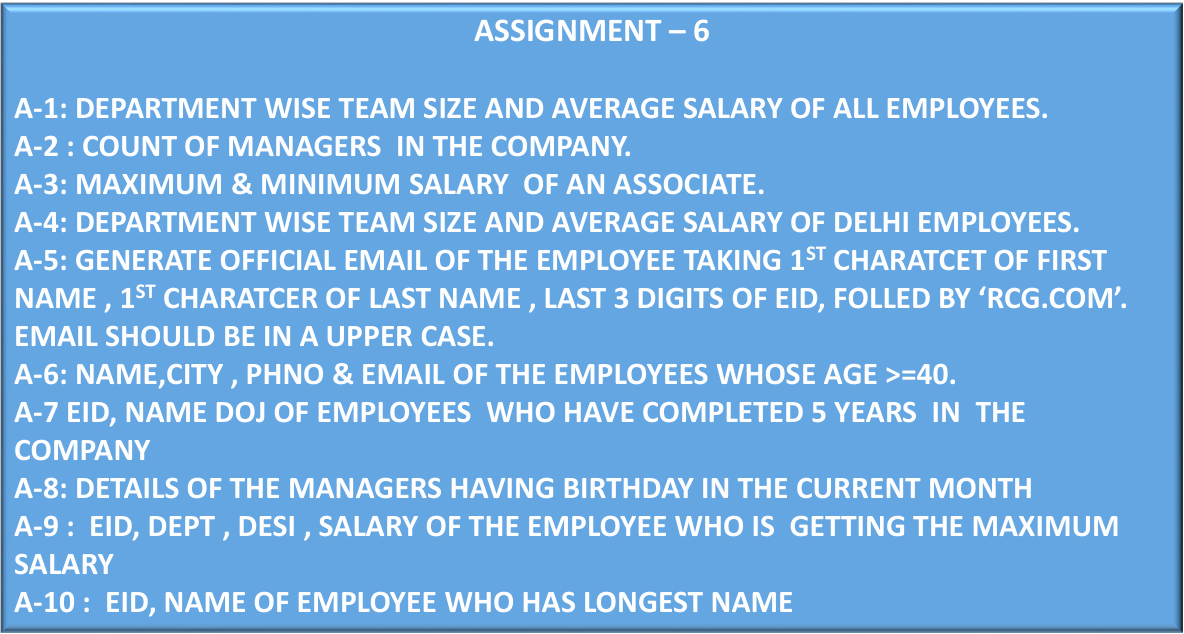 ASSIGNMENT – 6
A-1: DEPARTMENT WISE TEAM SIZE AND AVERAGE SALARY OF ALL EMPLOYEES.
A-2 : COUNT OF MANAGERS  IN THE COMPANY.
A-3: MAXIMUM & MINIMUM SALARY  OF AN ASSOCIATE.
A-4: DEPARTMENT WISE TEAM SIZE AND AVERAGE SALARY OF DELHI EMPLOYEES.
A-5: GENERATE OFFICIAL EMAIL OF THE EMPLOYEE TAKING 1ST CHARATCET OF FIRST
NAME , 1ST CHARATCER OF LAST NAME , LAST 3 DIGITS OF EID, FOLLED BY ‘RCG.COM’.
EMAIL SHOULD BE IN A UPPER CASE.
A-6: NAME,CITY , PHNO & EMAIL OF THE EMPLOYEES WHOSE AGE >=40.
A-7 EID, NAME DOJ OF EMPLOYEES  WHO HAVE COMPLETED 5 YEARS  IN  THE
COMPANY
A-8: DETAILS OF THE MANAGERS HAVING BIRTHDAY IN THE CURRENT MONTH
A-9 :  EID, DEPT , DESI , SALARY OF THE EMPLOYEE WHO IS  GETTING THE MAXIMUM
SALARY
A-10 :  EID, NAME OF EMPLOYEE WHO HAS LONGEST NAME